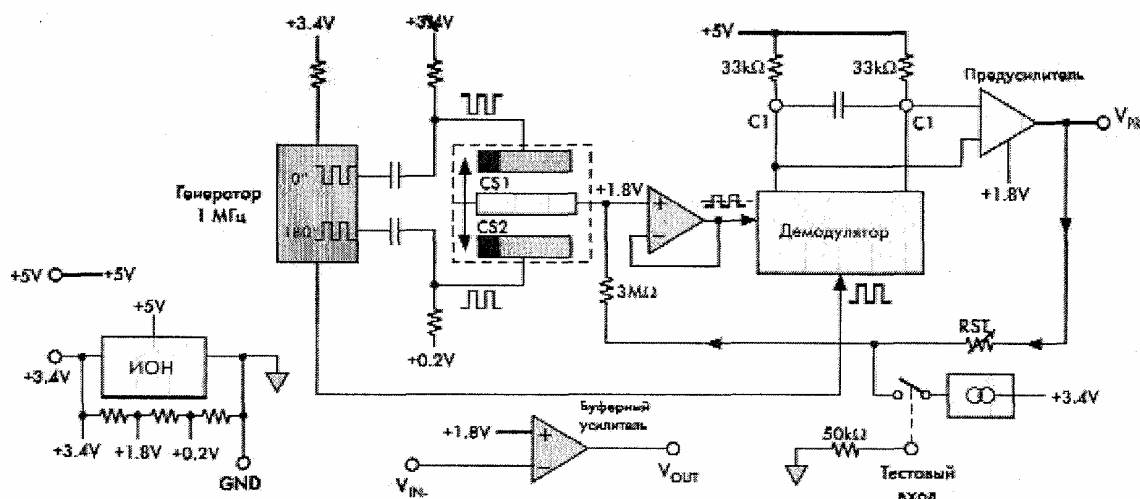 +3.4V
+3.4V
+5V
33kΩ
33kΩ
Предусилитель
C1
C1
+1.8V
Генератор
1 МГц
0°
180°
CS1
CS2
+1.8V
Демодулятор
3MΩ
+0.2V
RST
+3.4V
50kΩ
Тестовый
вход
+5V
+5V
+5V
ИОН
+3.4V
+3.4V
+1.8V
+0.2V
GND
Буферный
усилитель
+1.8V
VIN-
VOUT